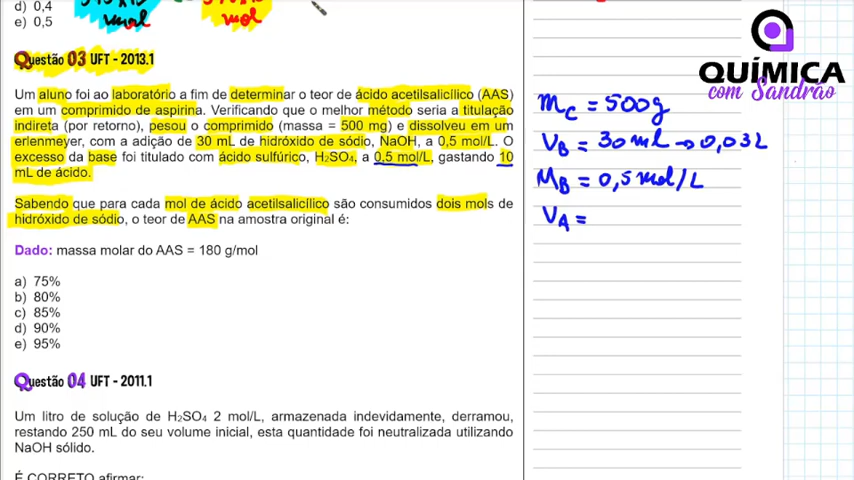 d) 0,4
e) 0,5
mol
mol
Questão 03 UFT - 2013.1
Um aluno foi ao laboratório a fim de determinar o teor de ácido acetilsalicílico (AAS)
em um comprimido de aspirina. Verificando que o melhor método seria a titulação
indireta (por retorno), pesou o comprimido (massa = 500 mg) e dissolveu em um
erlenmeyer, com a adição de 30 mL de hidróxido de sódio, NaOH, a 0,5 mol/L. O
excesso da base foi titulado com ácido sulfúrico, H₂SO₄, a 0,5 mol/L, gastando 10
mL de ácido.
Sabendo que para cada mol de ácido acetilsalicílico são consumidos dois mols de
hidróxido de sódio, o teor de AAS na amostra original é:
Dado: massa molar do AAS = 180 g/mol
a) 75%
b) 80%
c) 85%
d) 90%
e) 95%
Questão 04 UFT - 2011.1
Um litro de solução de H₂SO₄ 2 mol/L, armazenada indevidamente, derramou,
restando 250 mL do seu volume inicial, esta quantidade foi neutralizada utilizando
NaOH sólido.
É CORRETO afirmar:
QUÍMICA
com Sandrão
mc = 500g
VB = 30 ml → 0,03L
MB = 0,5 mol/L
VA =